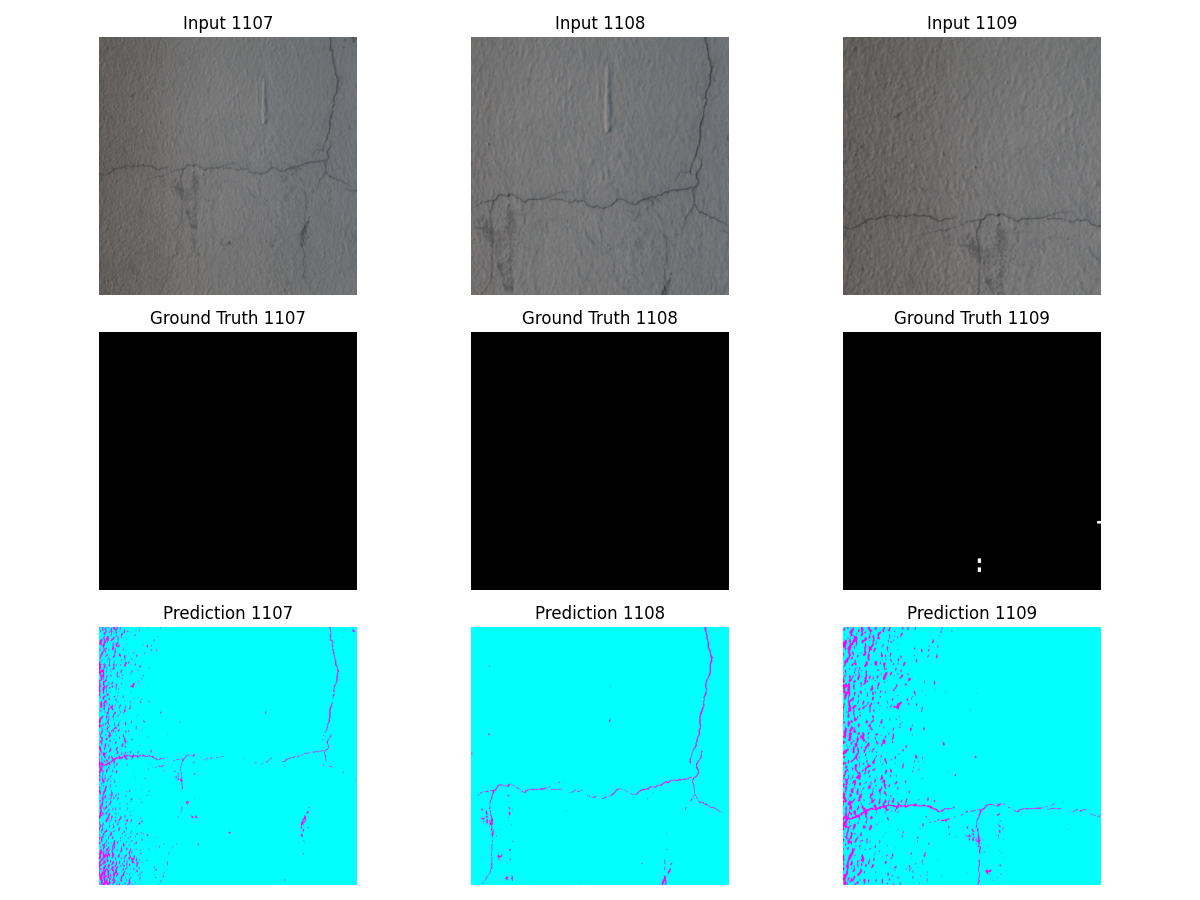 Input 1107
Input 1108
Input 1109
Ground Truth 1107
Ground Truth 1108
Ground Truth 1109
Prediction 1107
Prediction 1108
Prediction 1109